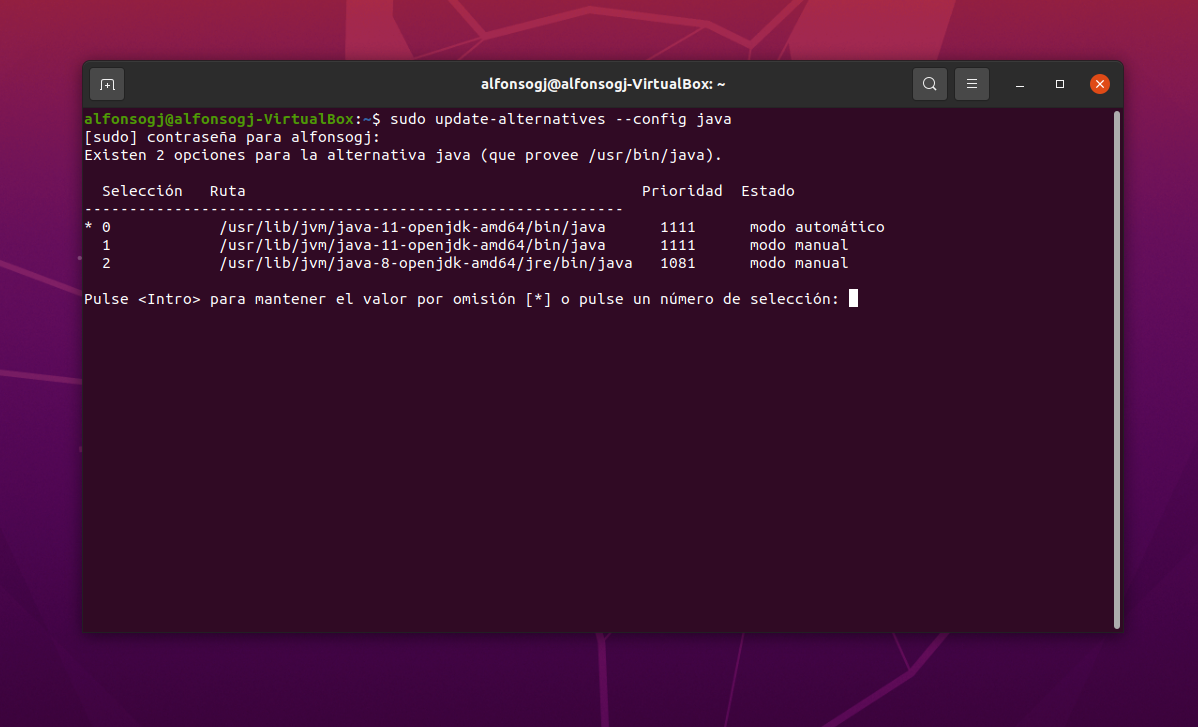 alfonsogj@alfonsogj-VirtualBox: ~
alfonsogj@alfonsogj-VirtualBox:~$ sudo update-alternatives --config java
[sudo] contraseña para alfonsogj:
Existen 2 opciones para la alternativa java (que provee /usr/bin/java).
  Selección   Ruta                                            Prioridad  Estado
------------------------------------------------------------
* 0            /usr/lib/jvm/java-11-openjdk-amd64/bin/java      1111      modo automático
  1            /usr/lib/jvm/java-11-openjdk-amd64/bin/java      1111      modo manual
  2            /usr/lib/jvm/java-8-openjdk-amd64/jre/bin/java   1081      modo manual
Pulse <Intro> para mantener el valor por omisión [*] o pulse un número de selección: